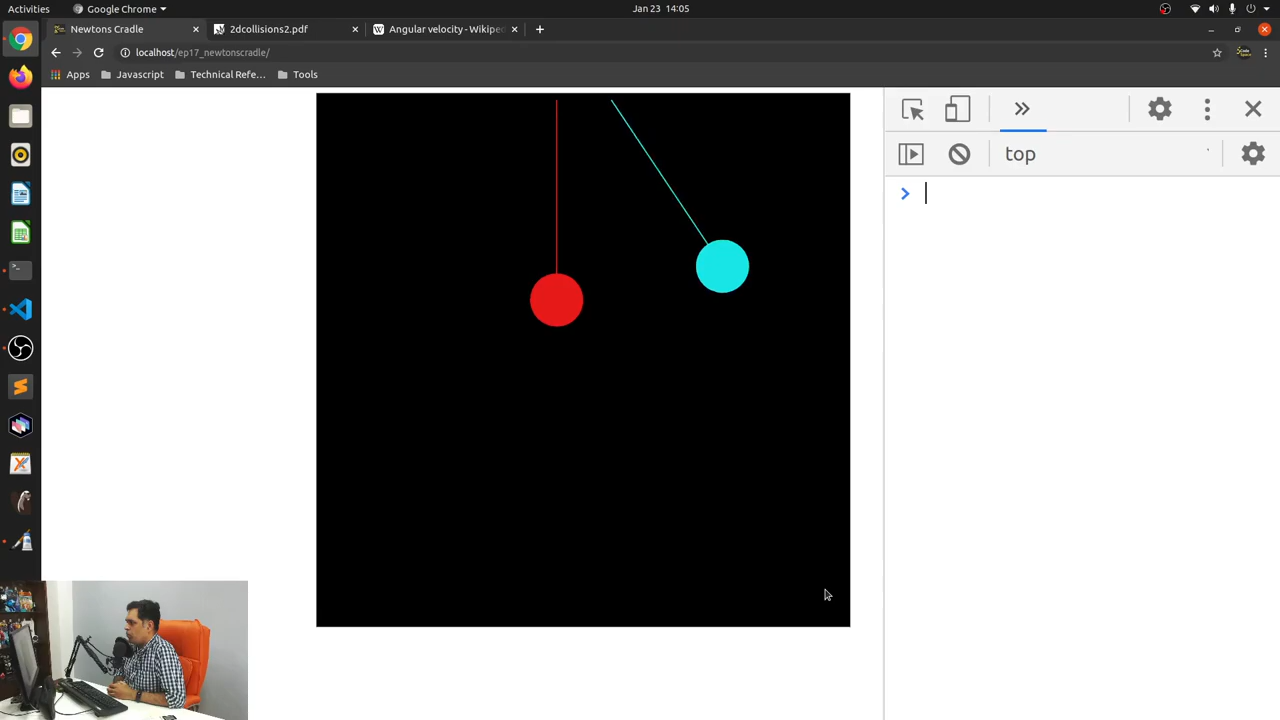 Activities
Google Chrome
Jan 23 14:05
Newtons Cradle
2dcollisions2.pdf
Angular velocity - Wikipe
localhost/ep17_newtonscradle/
Apps
Javascript
Technical Refe...
Tools
top